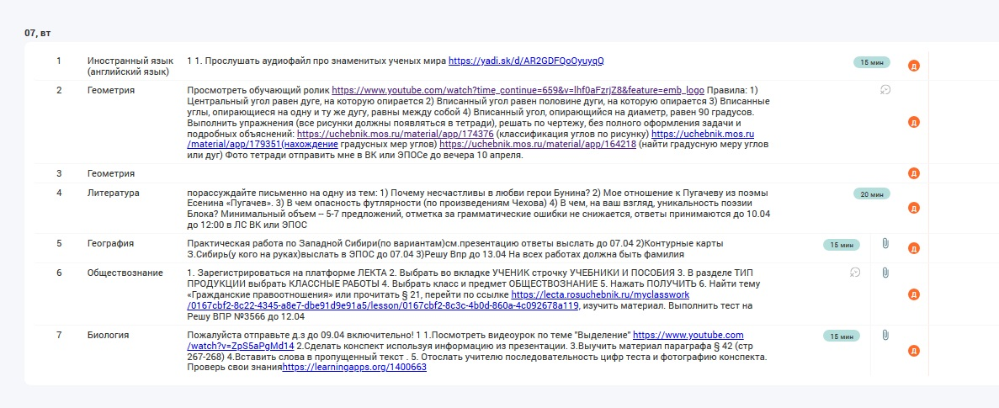 07, вт
1 Иностранный язык 1 1. Прослушать аудиофайл про знаменитых ученых мира https://yadi.sk/d/AR2GDFQoOyuyqQ 15 мин Д
(английский язык)
2 Геометрия Просмотреть обучающий ролик https://www.youtube.com/watch?time_continue=659&v=lhf0aFzrjZ8&feature=emb_logo Правила: 1)
Центральный угол равен дуге, на которую опирается 2) Вписанный угол равен половине дуги, на которую опирается 3) Вписанные
углы, опирающиеся на одну и ту же дугу, равны между собой 4) Вписанный угол, опирающийся на диаметр, равен 90 градусов.
Выполнить упражнения (все рисунки должны появляться в тетради), решать по чертежу, без полного оформления задачи и
подробных объяснений: https://uchebnik.mos.ru/material/app/174376 (классификация углов по рисунку) https://uchebnik.mos.ru
/material/app/179351(нахождение градусных мер углов) https://uchebnik.mos.ru/material/app/164218 (найти градусную меру углов
или дуг) Фото тетради отправить мне в ВК или ЭПОСе до вечера 10 апреля.
Д
3 Геометрия Д
4 Литература порассуждайте письменно на одну из тем: 1) Почему несчастливы в любви герои Бунина? 2) Мое отношение к Пугачеву из поэмы 20 мин
Есенина «Пугачев». 3) В чем опасность футлярности (по произведениям Чехова) 4) В чем, на ваш взгляд, уникальность поэзии
Блока? Минимальный объем -- 5-7 предложений, отметка за грамматические ошибки не снижается, ответы принимаются до 10.04
до 12:00 в ЛС ВК или ЭПОС
Д
5 География Практическая работа по Западной Сибири(по вариантам)см.презентацию ответы выслать до 07.04 2)Контурные карты 15 мин Д
З.Сибирь(у кого на руках)выслать в ЭПОС до 07.04 3)Решу Впр до 13.04 На всех работах должна быть фамилия
6 Обществознание 1. Зарегистрироваться на платформе ЛЕКТА 2. Выбрать во вкладке УЧЕНИК строчку УЧЕБНИКИ И ПОСОБИЯ 3. В разделе ТИП
ПРОДУКЦИИ выбрать КЛАССНЫЕ РАБОТЫ 4. Выбрать класс и предмет ОБЩЕСТВОЗНАНИЕ 5. Нажать ПОЛУЧИТЬ 6. Найти тему
«Гражданские правоотношения» или прочитать § 21, перейти по ссылке https://lecta.rosuchebnik.ru/myclasswork
/0167cbf2-8c22-4345-a8e7-dbe91d9e91a5/lesson/0167cbf2-8c3c-4b0d-860a-4c092678a119, изучить материал. Выполнить тест на
Решу ВПР №3566 до 12.04
Д
7 Биология Пожалуйста отправьте д.з до 09.04 включительно! 1 1.Посмотреть видеоурок по теме "Выделение" https://www.youtube.com 15 мин
/watch?v=ZpS5aPgMd14 2.Сделать конспект используя информацию из презентации. 3.Выучить материал параграфа § 42 (стр
267-268) 4.Вставить слова в пропущенный текст . 5. Отослать учителю последовательность цифр теста и фотографию конспекта.
Проверь свои знанияhttps://learningapps.org/1400663
Д